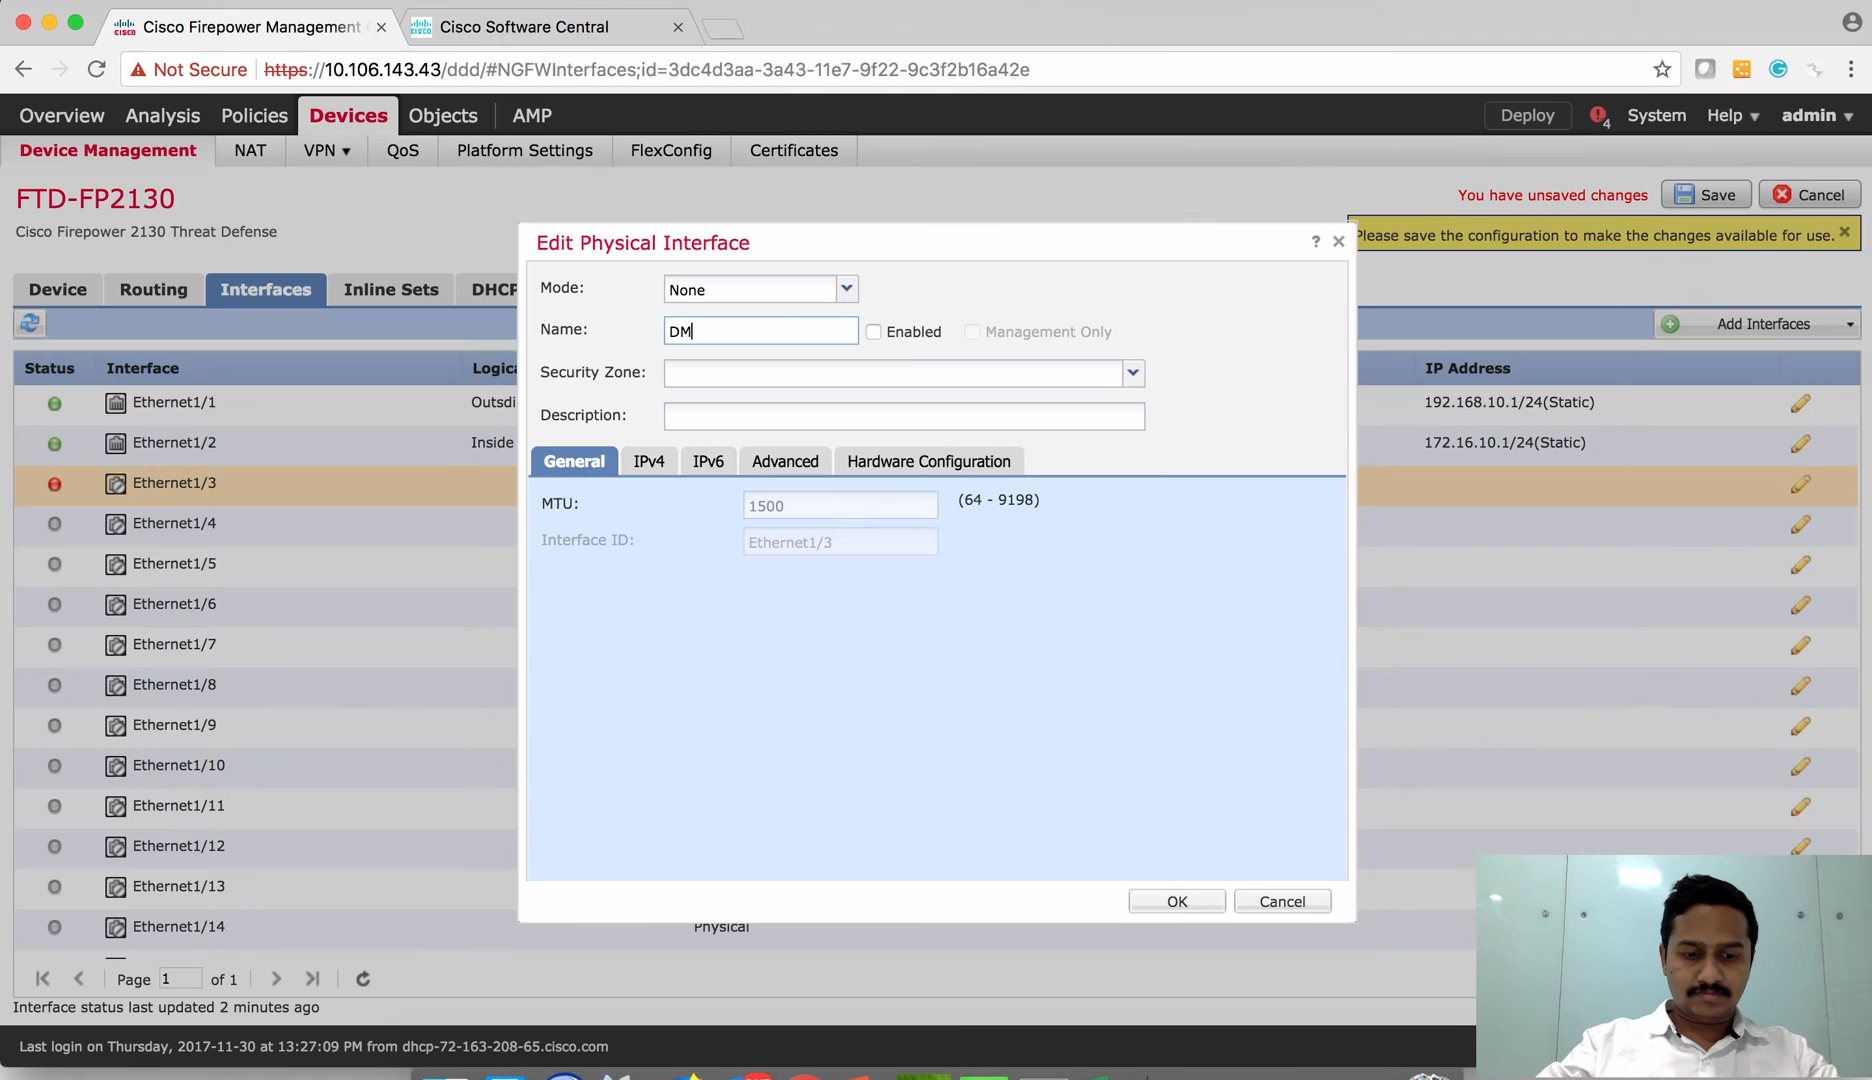 Cisco Firepower Management
Cisco Software Central
Not Secure https://10.106.143.43/ddd/#NGFWInterfaces;id=3dc4d3aa-3a43-11e7-9f22-9c3f2b16a42e
Overview Analysis Policies Devices Objects AMP Deploy 4 System Help admin
Device Management NAT VPN QoS Platform Settings FlexConfig Certificates
FTD-FP2130
You have unsaved changes Save Cancel
Cisco Firepower 2130 Threat Defense
Please save the configuration to make the changes available for use.
Edit Physical Interface ?
Device Routing Interfaces Inline Sets DHCP
Add Interfaces
Mode: None
Name: DM Enabled Management Only
Security Zone:
Description:
General IPv4 IPv6 Advanced Hardware Configuration
MTU: 1500 (64 - 9198)
Interface ID: Ethernet1/3
OK Cancel
Status Interface Logica IP Address
Ethernet1/1 Outsdi 192.168.10.1/24(Static)
Ethernet1/2 Inside 172.16.10.1/24(Static)
Ethernet1/3
Ethernet1/4
Ethernet1/5
Ethernet1/6
Ethernet1/7
Ethernet1/8
Ethernet1/9
Ethernet1/10
Ethernet1/11
Ethernet1/12
Ethernet1/13
Ethernet1/14 Physical
Page 1 of 1
Interface status last updated 2 minutes ago
Last login on Thursday, 2017-11-30 at 13:27:09 PM from dhcp-72-163-208-65.cisco.com